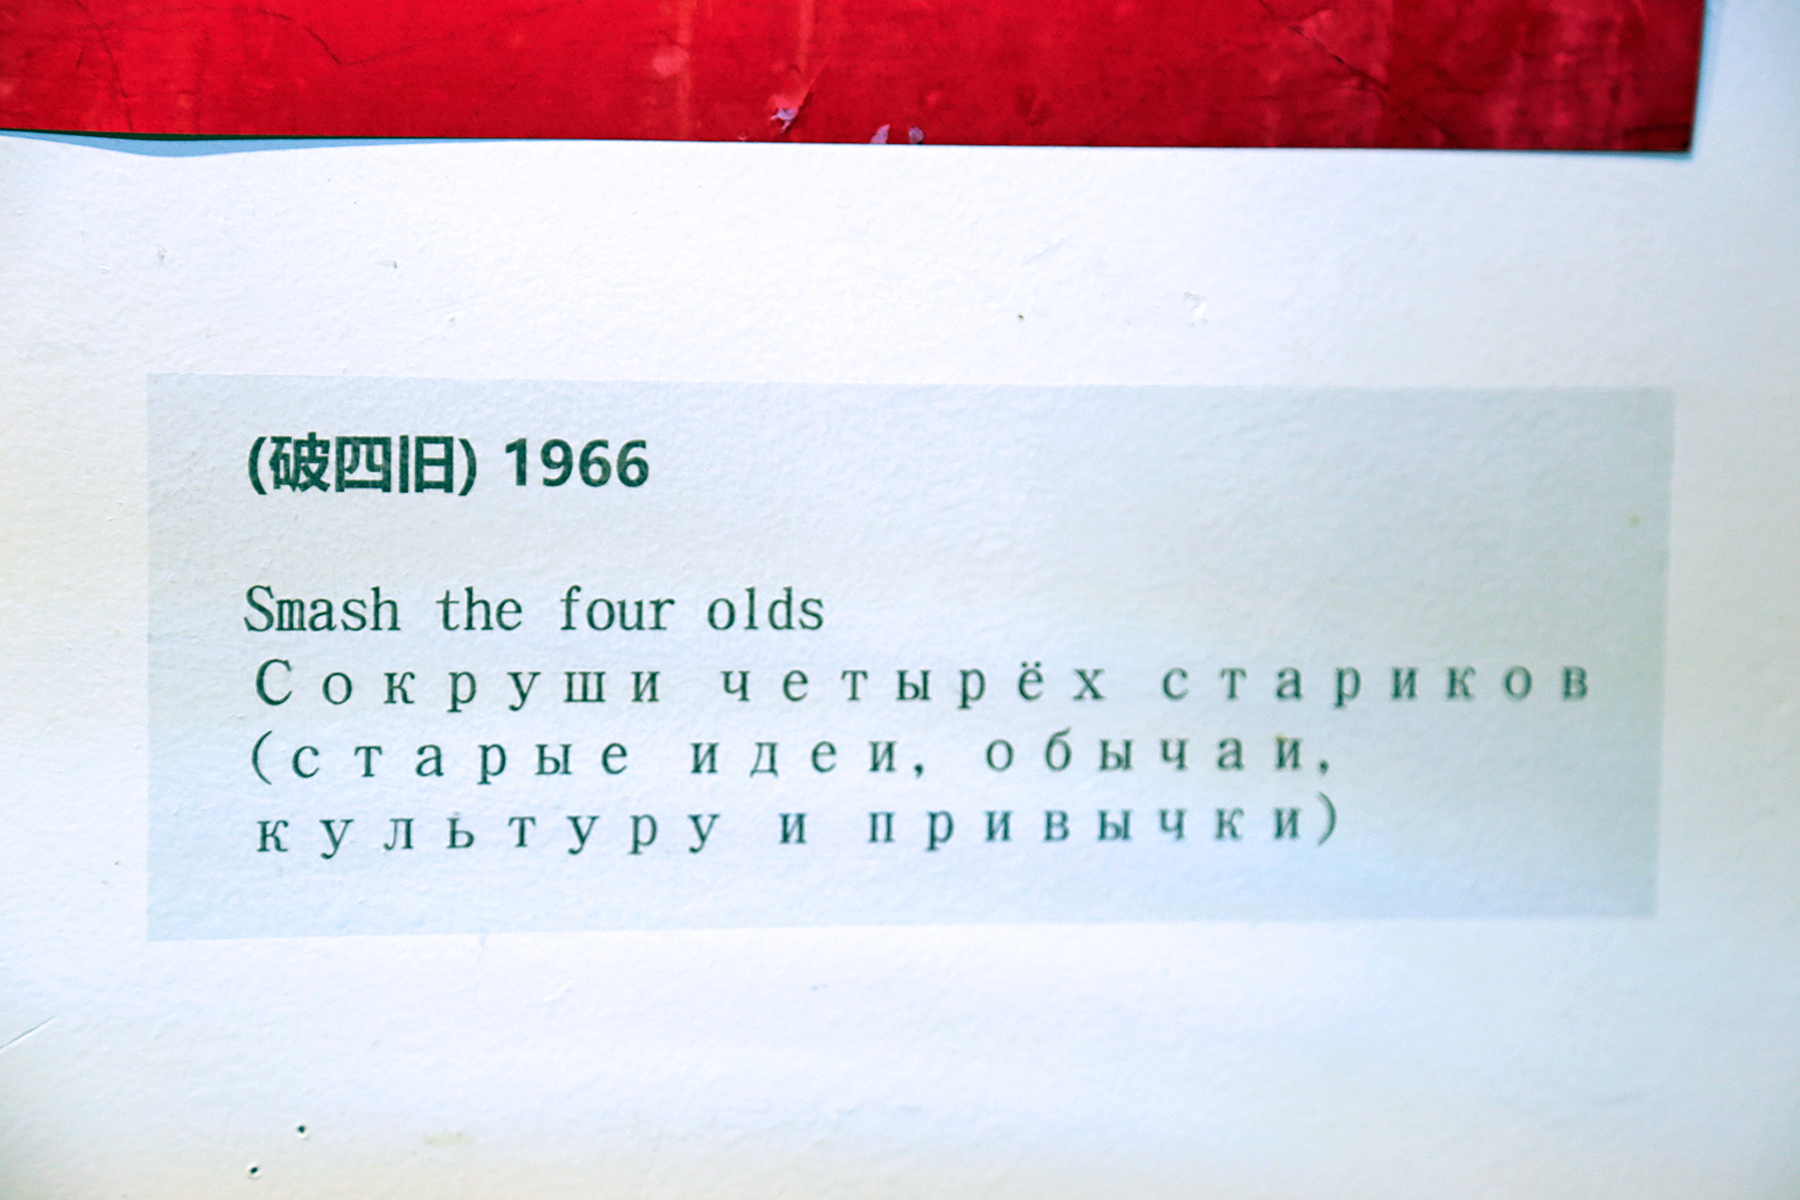 (破四旧) 1966
Smash the four olds
Сокруши четырёх стариков
(старые идеи, обычаи,
культуру и привычки)